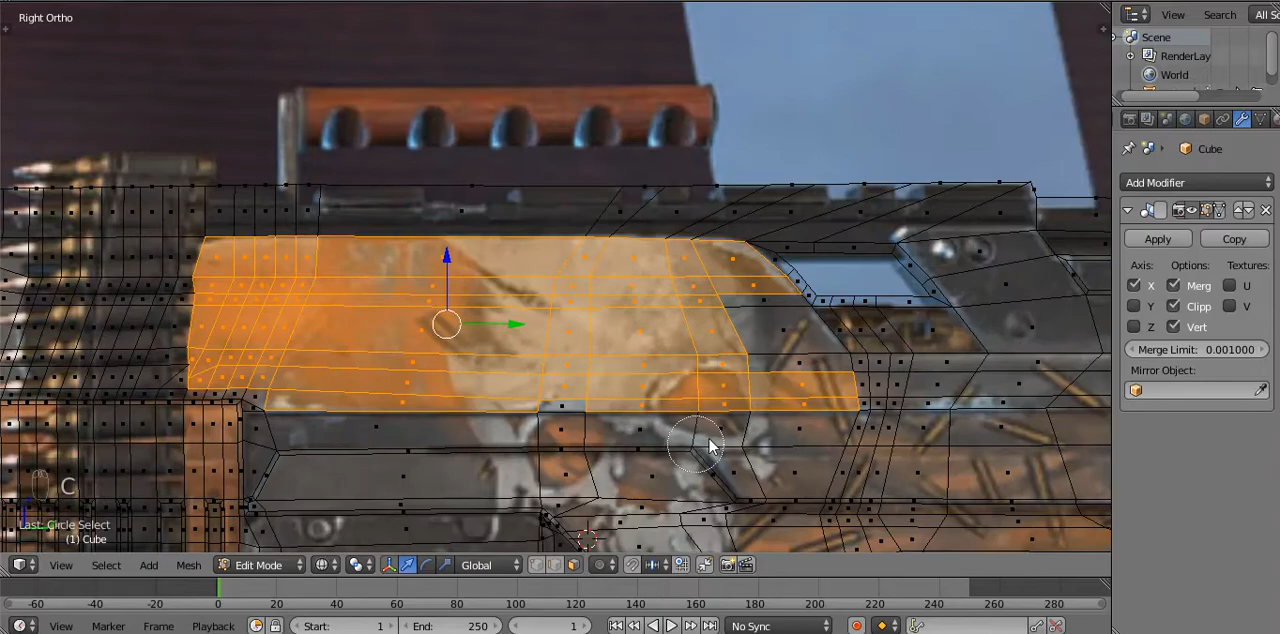 Right Ortho
C
Last: Circle Select
(1) Cube
View Select Add Mesh Edit Mode Global
-60 -40 -20 0 20 40 60 80 100 120 140 160 180 200 220 240 260 280
View Marker Frame Playback Start: 1 End: 250 1 No Sync
View Search All S
Scene
RenderLay
World
Cube
Add Modifier
Apply Copy
Axis: Options: Textures:
X Merg U
Y Clipp V
Z Vert
Merge Limit: 0.001000
Mirror Object: